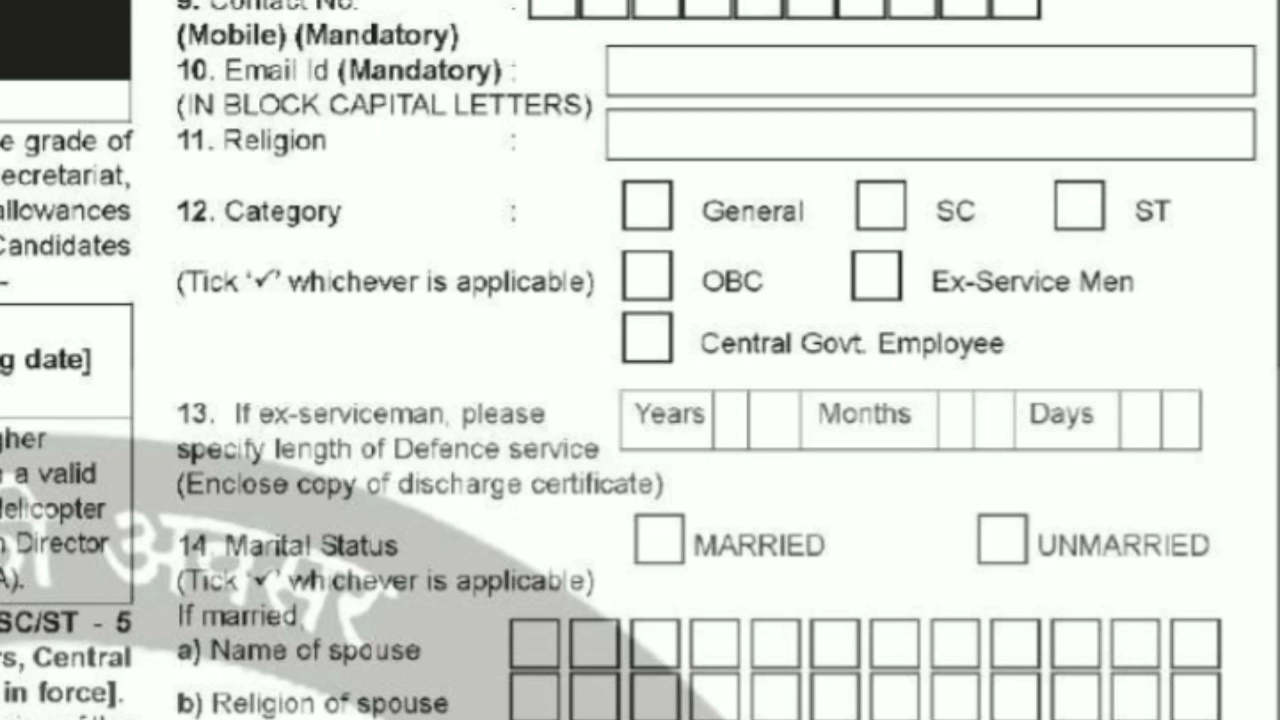 9. Contact No. :
(Mobile) (Mandatory)
10. Email Id (Mandatory) :
(IN BLOCK CAPITAL LETTERS)
11. Religion :
12. Category : General SC ST
(Tick '✓' whichever is applicable) OBC Ex-Service Men
Central Govt. Employee
13. If ex-serviceman, please Years Months Days
specify length of Defence service
(Enclose copy of discharge certificate)
14. Marital Status MARRIED UNMARRIED
(Tick '✓' whichever is applicable)
If married,
a) Name of spouse
b) Religion of spouse
e grade of
ecretariat,
allowances
Candidates
-
g date]
gher
a valid
Helicopter
Director
A).
SC/ST - 5
rs, Central
in force].
अवसर